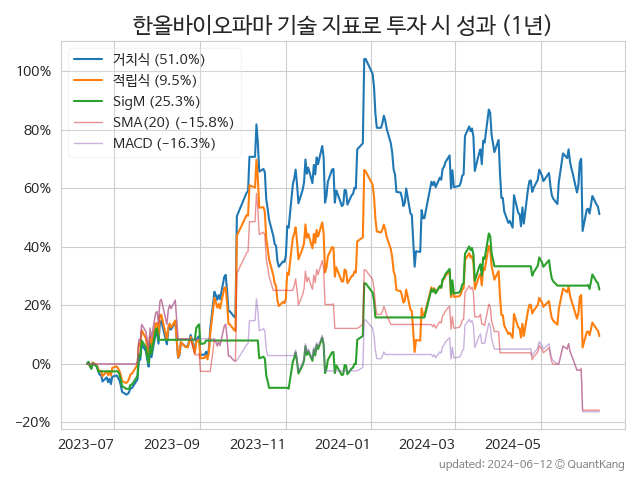 한올바이오파마 기술 지표로 투자 시 성과 (1년)
거치식 (51.0%)
적립식 (9.5%)
SigM (25.3%)
SMA(20) (−15.8%)
MACD (−16.3%)
100%
80%
60%
40%
20%
0%
−20%
2023−07 2023−09 2023−11 2024−01 2024−03 2024−05
updated: 2024−06−12 © QuantKang